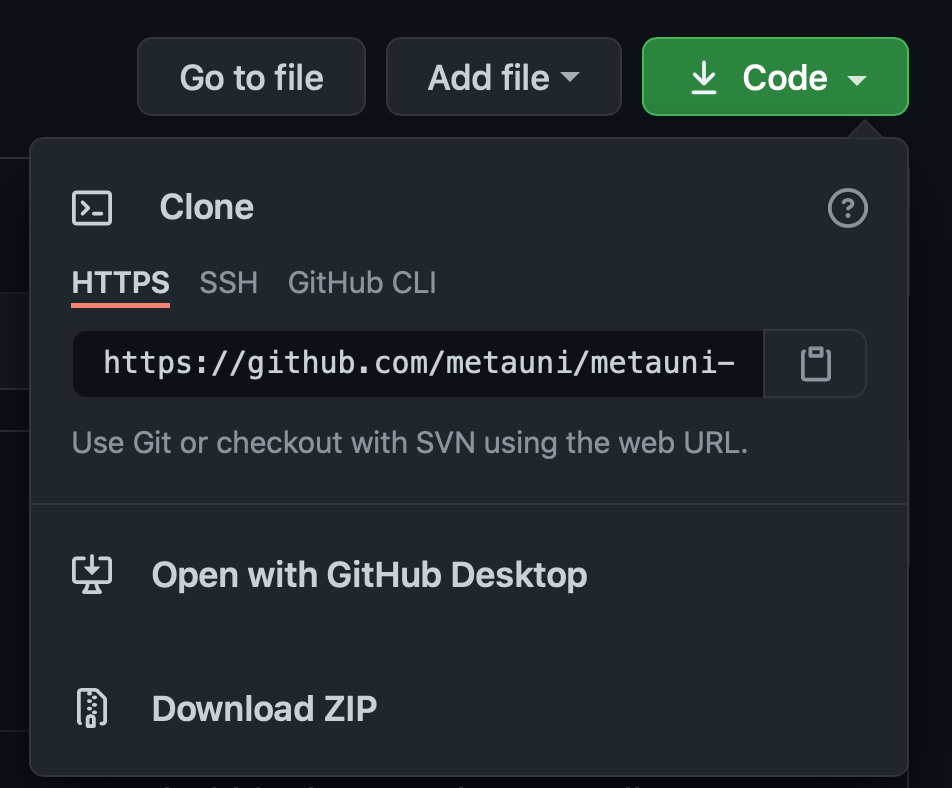 Go to file Add file Code
Clone
HTTPS SSH GitHub CLI
https://github.com/metauni/metauni-
Use Git or checkout with SVN using the web URL.
Open with GitHub Desktop
Download ZIP